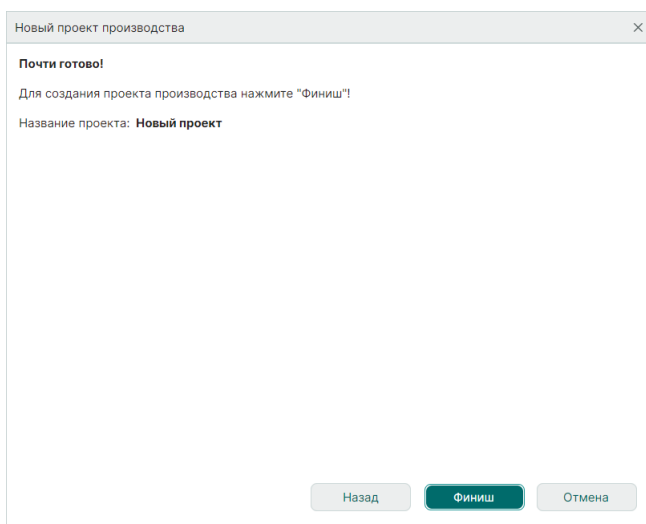 Новый проект производства
Почти готово!
Для создания проекта производства нажмите "Финиш"!
Название проекта: Новый проект
Назад Финиш Отмена